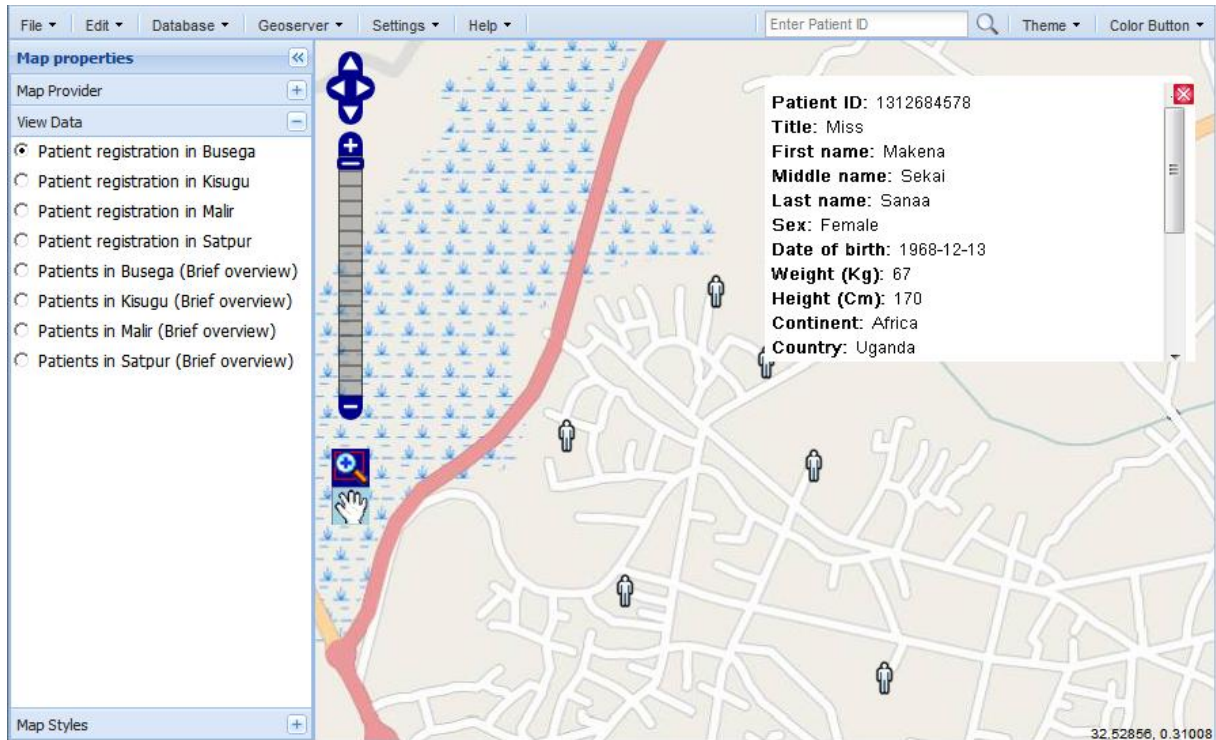 File Edit Database Geoserver Settings Help Enter Patient ID Theme Color Button
Map properties
Map Provider
View Data
Patient registration in Busega
Patient registration in Kisugu
Patient registration in Malir
Patient registration in Satpur
Patients in Busega (Brief overview)
Patients in Kisugu (Brief overview)
Patients in Malir (Brief overview)
Patients in Satpur (Brief overview)
Map Styles
Patient ID: 1312684578
Title: Miss
First name: Makena
Middle name: Sekai
Last name: Sanaa
Sex: Female
Date of birth: 1968-12-13
Weight (Kg): 67
Height (Cm): 170
Continent: Africa
Country: Uganda
32.52856, 0.31008